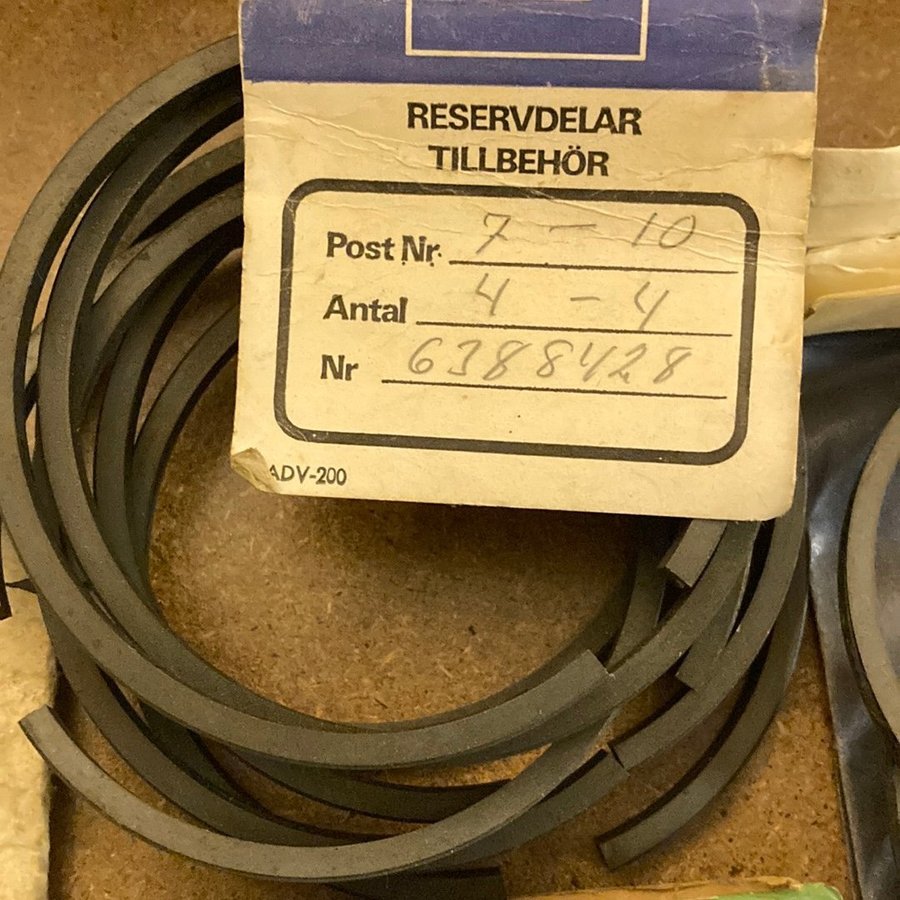 RESERVDELAR
TILLBEHÖR
Post Nr. 7 - 10
Antal 4 - 4
Nr 6388428
ADV-200